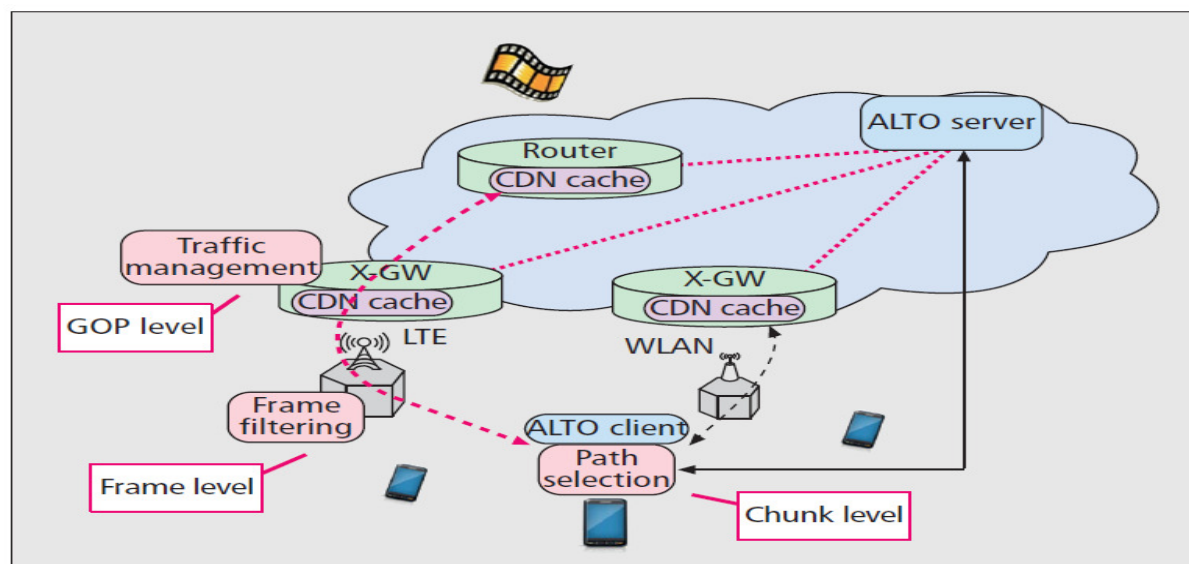 ALTO server
Router
CDN cache
Traffic
management
X-GW
CDN cache
X-GW
CDN cache
GOP level
LTE
WLAN
Frame
filtering
ALTO client
Path
selection
Frame level
Chunk level